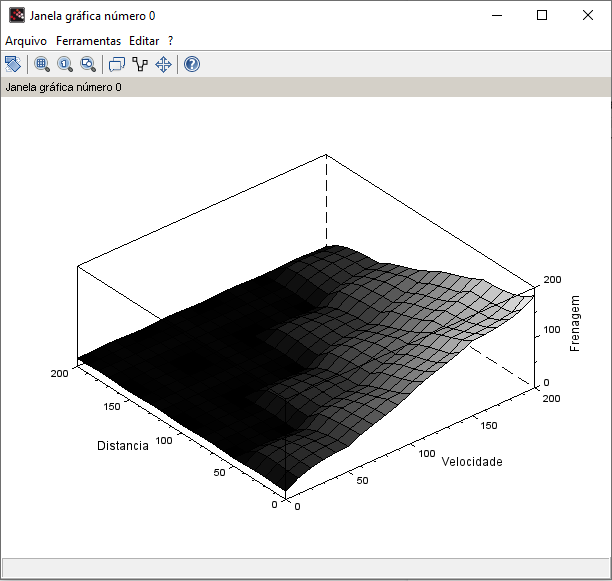 Janela gráfica número 0
Arquivo Ferramentas Editar ?
Janela gráfica número 0
200
150
100
50
0
Distancia
0
50
100
150
200
Velocidade
0
100
200
Frenagem